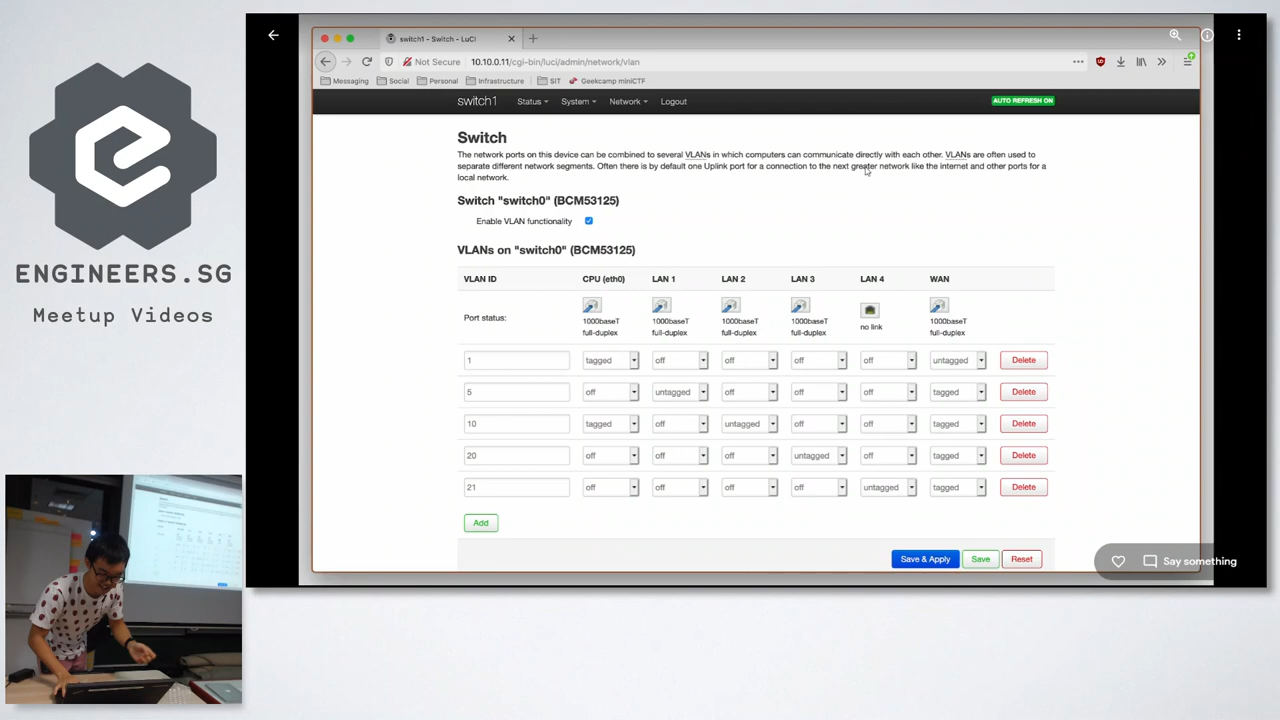 ENGINEERS.SG
Meetup Videos
switch1 - Switch - LuCI
Not Secure 10.10.0.11/cgi-bin/luci/admin/network/vlan
Messaging Social Personal Infrastructure SIT Geekcamp miniCTF
switch1 Status System Network Logout AUTO REFRESH ON
Switch
The network ports on this device can be combined to several VLANs in which computers can communicate directly with each other. VLANs are often used to
separate different network segments. Often there is by default one Uplink port for a connection to the next greater network like the internet and other ports for a
local network.
Switch "switch0" (BCM53125)
Enable VLAN functionality
VLANs on "switch0" (BCM53125)
VLAN ID CPU (eth0) LAN 1 LAN 2 LAN 3 LAN 4 WAN
Port status: 1000baseT 1000baseT 1000baseT 1000baseT no link 1000baseT
full-duplex full-duplex full-duplex full-duplex full-duplex
1 tagged off off off off untagged Delete
5 off untagged off off off tagged Delete
10 tagged off untagged off off tagged Delete
20 off off off untagged off tagged Delete
21 off off off off untagged tagged Delete
Add
Save & Apply Save Reset
Say something